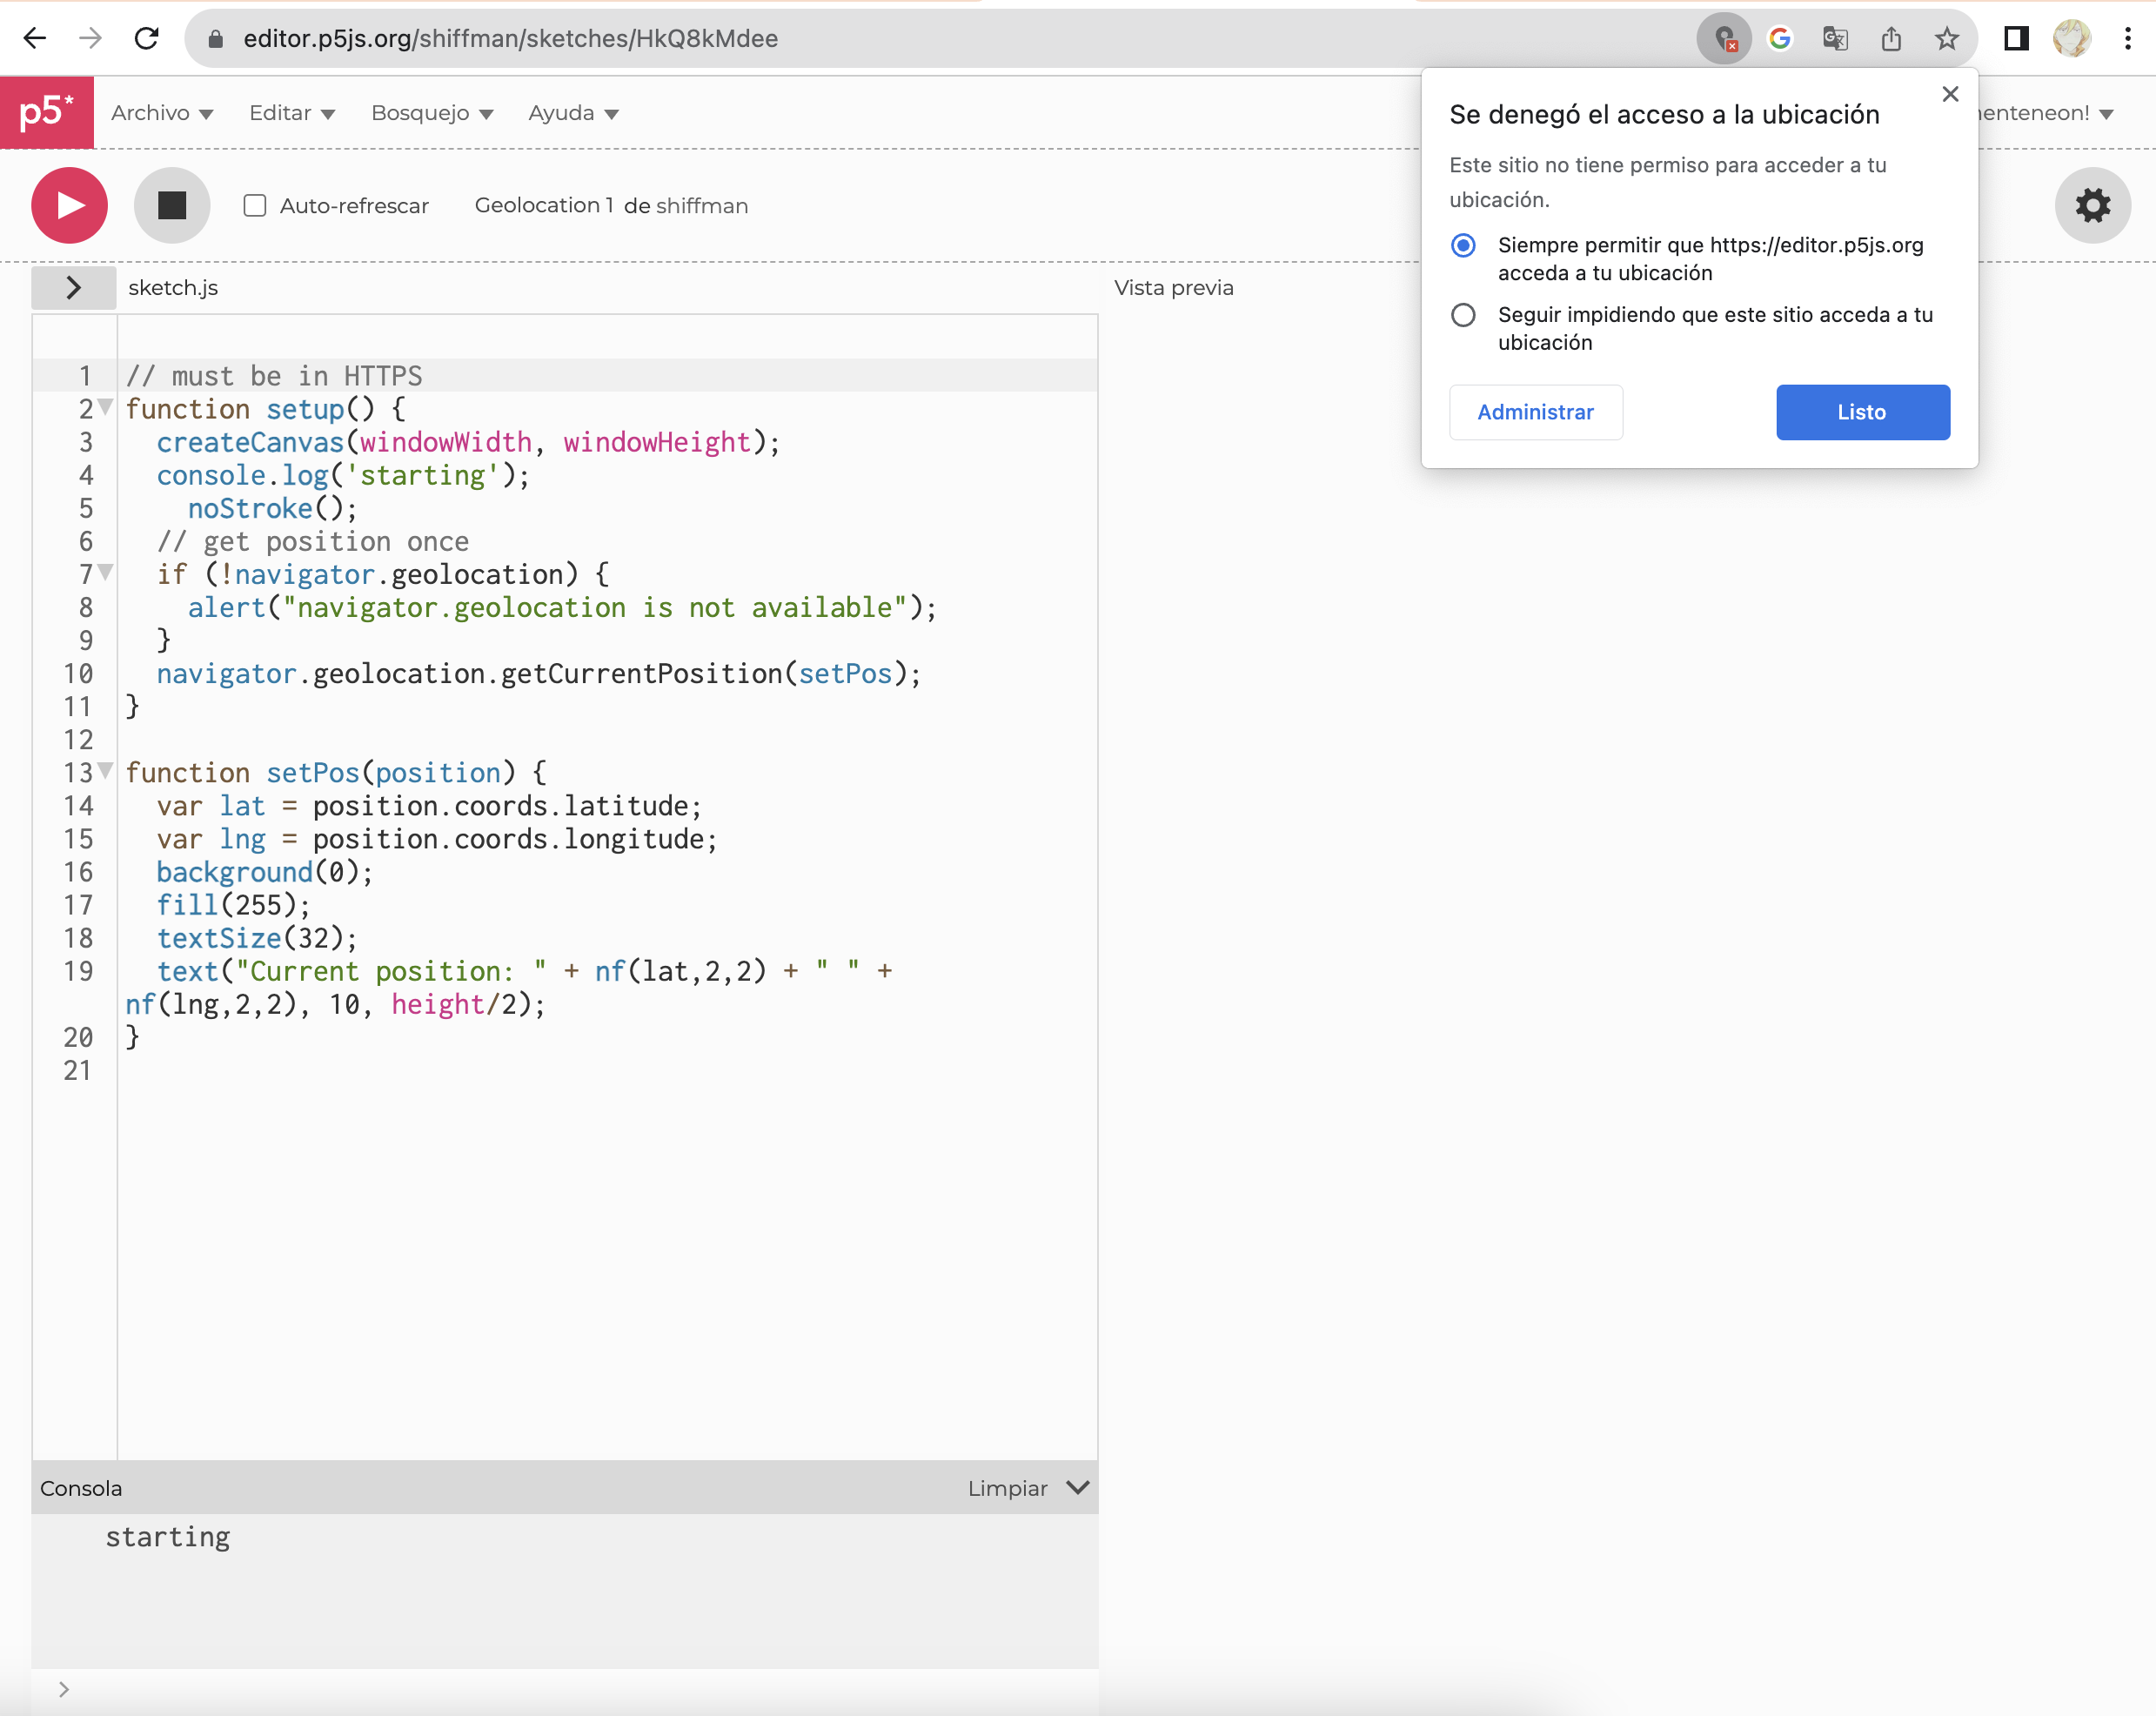 editor.p5js.org/shiffman/sketches/HkQ8kMdee
p5*
Archivo
Editar
Bosquejo
Ayuda
Auto-refrescar
Geolocation 1 de shiffman
Se denegó el acceso a la ubicación
Este sitio no tiene permiso para acceder a tu
ubicación.
Siempre permitir que https://editor.p5js.org
acceda a tu ubicación
Seguir impidiendo que este sitio acceda a tu
ubicación
Administrar
Listo
sketch.js
Vista previa
1 // must be in HTTPS
2 function setup() {
3 createCanvas(windowWidth, windowHeight);
4 console.log('starting');
5 noStroke();
6 // get position once
7 if (!navigator.geolocation) {
8 alert("navigator.geolocation is not available");
9 }
10 navigator.geolocation.getCurrentPosition(setPos);
11 }
12
13 function setPos(position) {
14 var lat = position.coords.latitude;
15 var lng = position.coords.longitude;
16 background(0);
17 fill(255);
18 textSize(32);
19 text("Current position: " + nf(lat,2,2) + " " +
nf(lng,2,2), 10, height/2);
20 }
21
Consola
Limpiar
starting
>